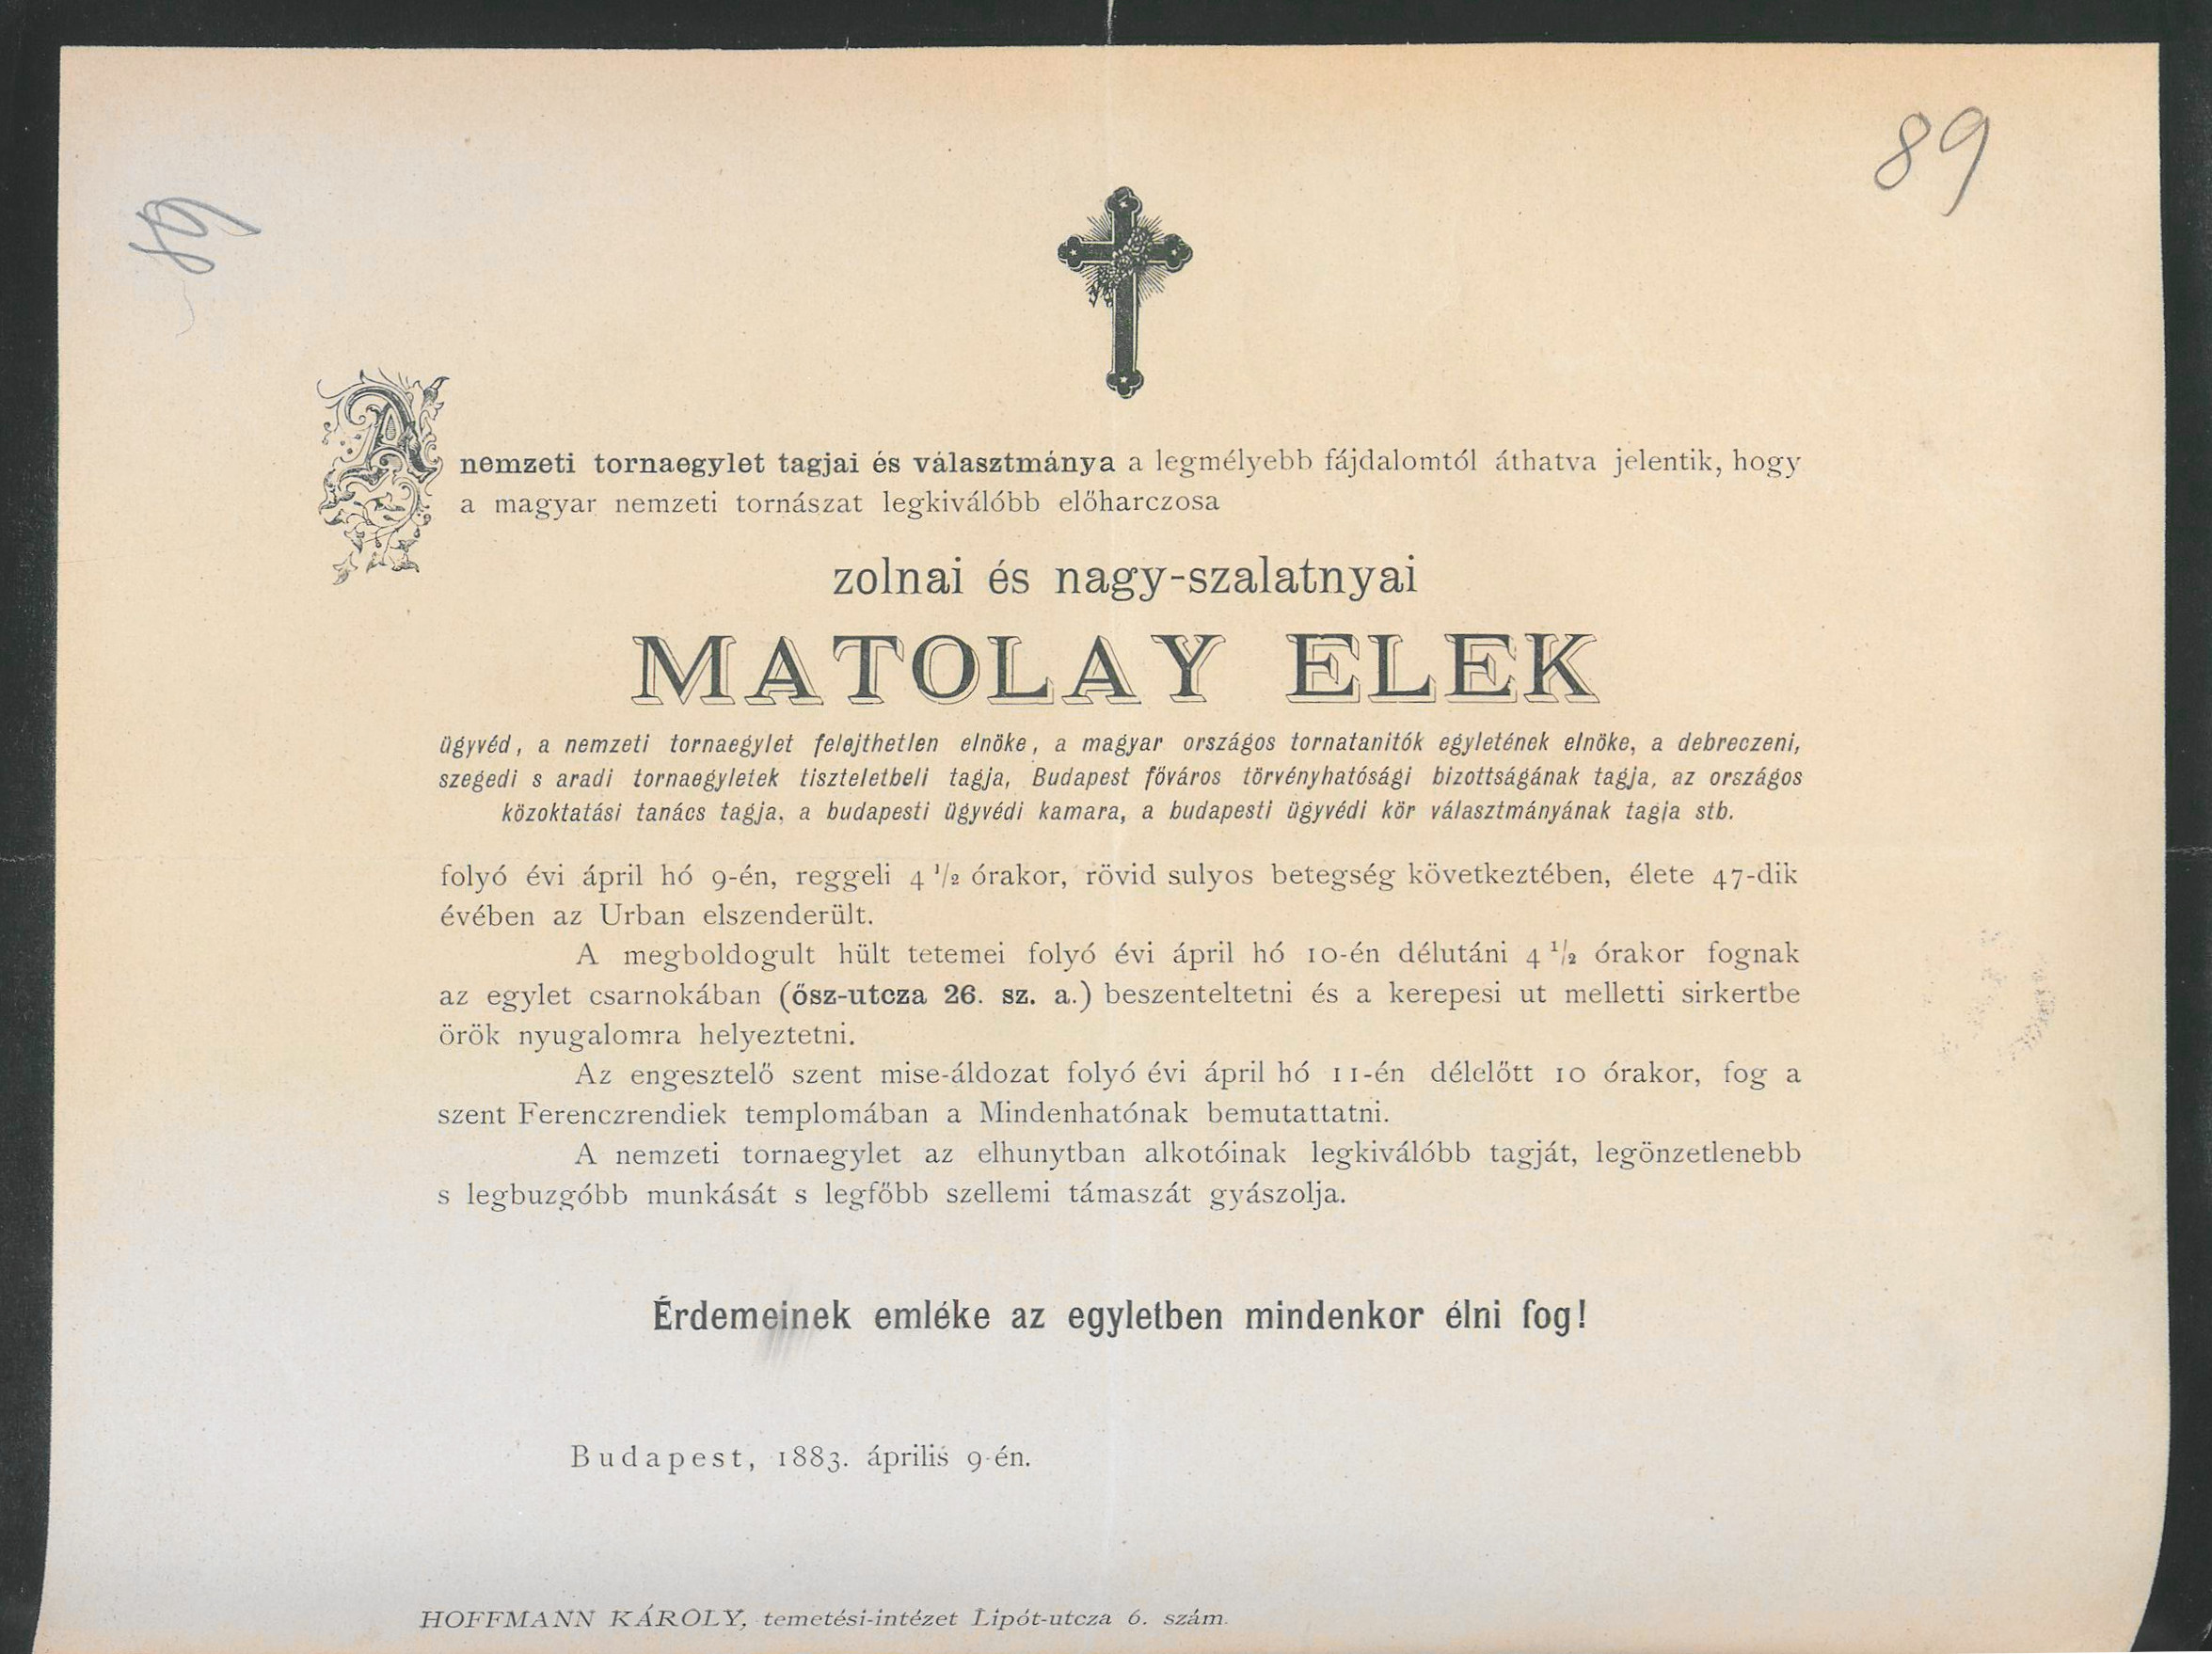 89
89
A nemzeti tornaegylet tagjai és választmánya a legmélyebb fájdalomtól áthatva jelentik, hogy
a magyar nemzeti tornászat legkiválóbb előharczosa
zolnai és nagy-szalatnyai
MATOLAY ELEK
ügyvéd, a nemzeti tornaegylet felejthetlen elnöke, a magyar országos tornatanitók egyletének elnöke, a debreczeni,
szegedi s aradi tornaegyletek tiszteletbeli tagja, Budapest főváros törvényhatósági bizottságának tagja, az országos
közoktatási tanács tagja, a budapesti ügyvédi kamara, a budapesti ügyvédi kör választmányának tagja stb.
folyó évi április hó 9-én, reggeli 4 1/2 órakor, rövid sulyos betegség következtében, élete 47-dik
évében az Urban elszenderült.
A megboldogult hült tetemei folyó évi ápril hó 10-én délutáni 4 1/2 órakor fognak
az egylet csarnokában (ősz-utcza 26. sz. a.) beszenteltetni és a kerepesi ut melletti sirkertbe
örök nyugalomra helyeztetni.
Az engesztelő szent mise-áldozat folyó évi ápril hó 11-én délelőtt 10 órakor, fog a
szent Ferenczrendiek templomában a Mindenhatónak bemutattatni.
A nemzeti tornaegylet az elhunytban alkotóinak legkiválóbb tagját, legönzetlenebb
s legbuzgóbb munkását s legfőbb szellemi támaszát gyászolja.
Érdemeinek emléke az egyletben mindenkor élni fog!
Budapest, 1883. április 9-én.
HOFFMANN KÁROLY, temetési-intézet Lipót-utcza 6. szám.